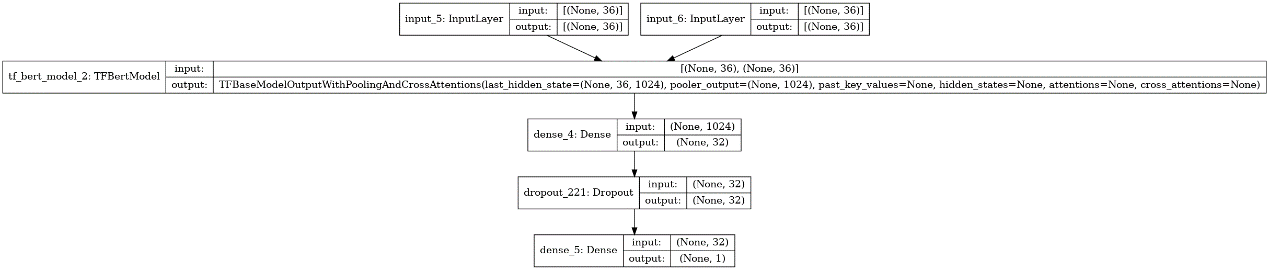 input_5: InputLayer input: [(None, 36)] output: [(None, 36)]
input_6: InputLayer input: [(None, 36)] output: [(None, 36)]
tf_bert_model_2: TFBertModel input: [(None, 36), (None, 36)]
output: TFBaseModelOutputWithPoolingAndCrossAttentions(last_hidden_state=(None, 36, 1024), pooler_output=(None, 1024), past_key_values=None, hidden_states=None, attentions=None, cross_attentions=None)
dense_4: Dense input: (None, 1024)
output: (None, 32)
dropout_221: Dropout input: (None, 32)
output: (None, 32)
dense_5: Dense input: (None, 32)
output: (None, 1)